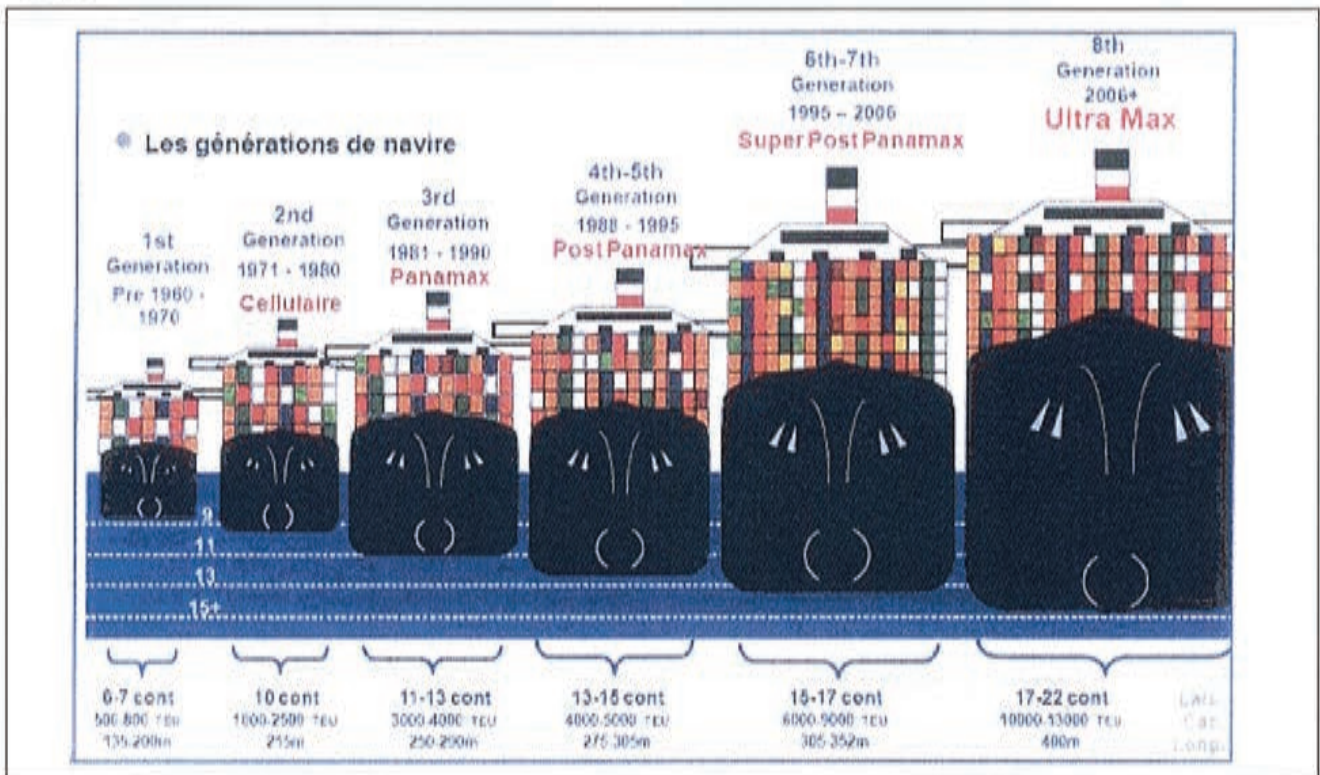 Les générations de navire
1st
Generation
Pre 1960 -
1970
2nd
Generation
1971 - 1980
Cellulaire
3rd
Generation
1981 - 1990
Panamax
4th-5th
Generation
1988 - 1995
Post Panamax
6th-7th
Generation
1995 – 2006
Super Post Panamax
8th
Generation
2006+
Ultra Max
9
11
13
15+
6-7 cont
500-800 TEU
135-200m
10 cont
1000-2500 TEU
215m
11-13 cont
3000-4000 TEU
250-290m
13-15 cont
4000-5000 TEU
275-305m
15-17 cont
6000-9000 TEU
305-352m
17-22 cont
10000-13000 TEU
400m